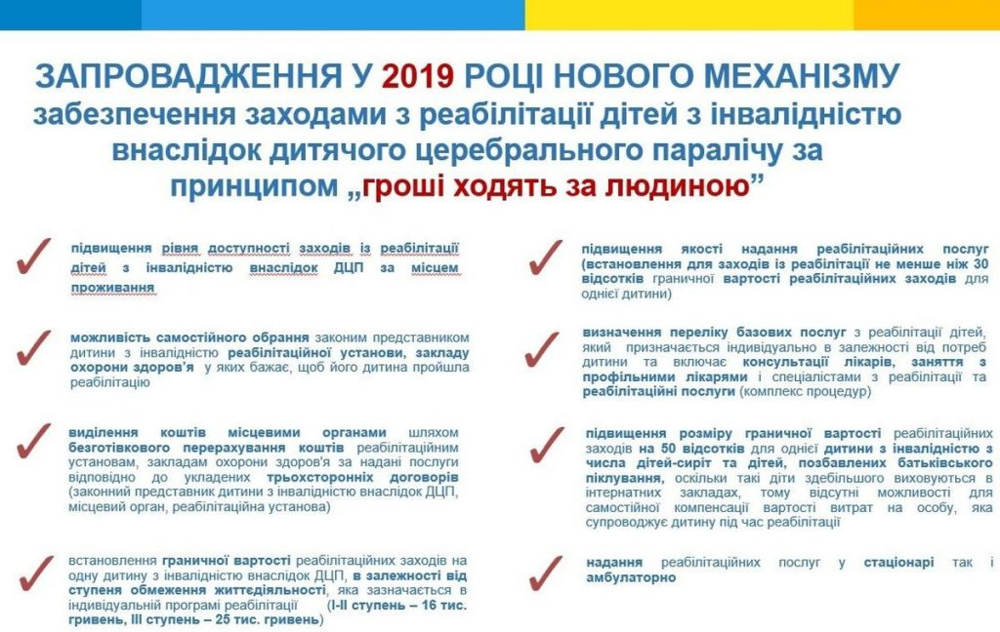 ЗАПРОВАДЖЕННЯ У 2019 РОЦІ НОВОГО МЕХАНІЗМУ
забезпечення заходами з реабілітації дітей з інвалідністю
внаслідок дитячого церебрального паралічу за
принципом „гроші ходять за людиною”
підвищення рівня доступності заходів із реабілітації
дітей з інвалідністю внаслідок ДЦП за місцем
проживання
можливість самостійного обрання законим представником
дитини з інвалідністю реабілітаційної установи, закладу
охорони здоров'я у яких бажає, щоб його дитина пройшла
реабілітацію
виділення коштів місцевими органами шляхом
безготівкового перерахування коштів реабілітаційним
установам, закладам охорони здоров'я за надані послуги
відповідно до укладених трьохсторонніх договорів
(законний представник дитини з інвалідністю внаслідок ДЦП,
місцевий орган, реабілітаційна установа)
встановлення граничної вартості реабілітаційних заходів на
одну дитину з інвалідністю внаслідок ДЦП, в залежності від
ступеня обмеження життєдіяльності, яка зазначається в
індивідуальній програмі реабілітації (І-ІІ ступень – 16 тис.
гривень, ІІІ ступень – 25 тис. гривень)
підвищення якості надання реабілітаційних послуг
(встановлення для заходів із реабілітації не менше ніж 30
відсотків граничної вартості реабілітаційних заходів для
однієї дитини)
визначення переліку базових послуг з реабілітації дітей,
який призначається індивідуально в залежності від потреб
дитини та включає консультації лікарів, заняття з
профільними лікарями і спеціалістами з реабілітації та
реабілітаційні послуги (комплекс процедур)
підвищення розміру граничної вартості реабілітаційних
заходів на 50 відсотків для однієї дитини з інвалідністю з
числа дітей-сиріт та дітей, позбавлених батьківського
піклування, оскільки такі діти здебільшого виховуються в
інтернатних закладах, тому відсутні можливості для
самостійної компенсації вартості витрат на особу, яка
супроводжує дитину під час реабілітації
надання реабілітаційних послуг у стаціонарі так і
амбулаторно